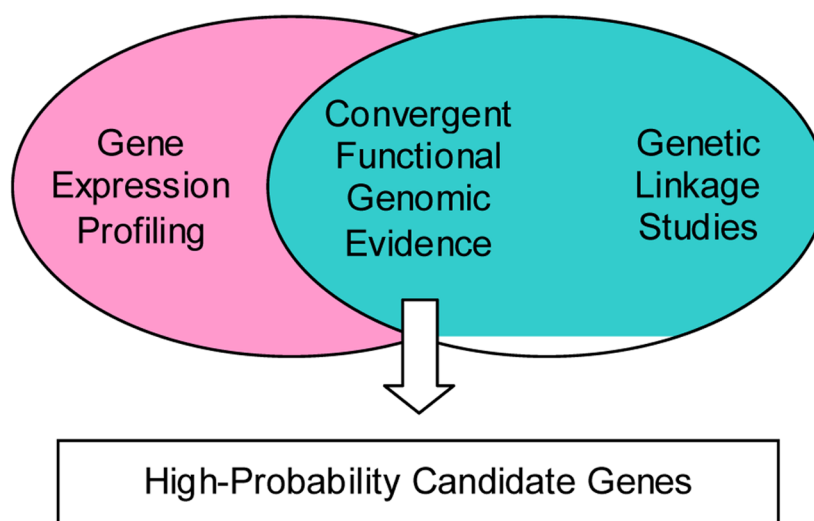 Gene
Expression
Profiling
Convergent
Functional
Genomic
Evidence
Genetic
Linkage
Studies
High-Probability Candidate Genes